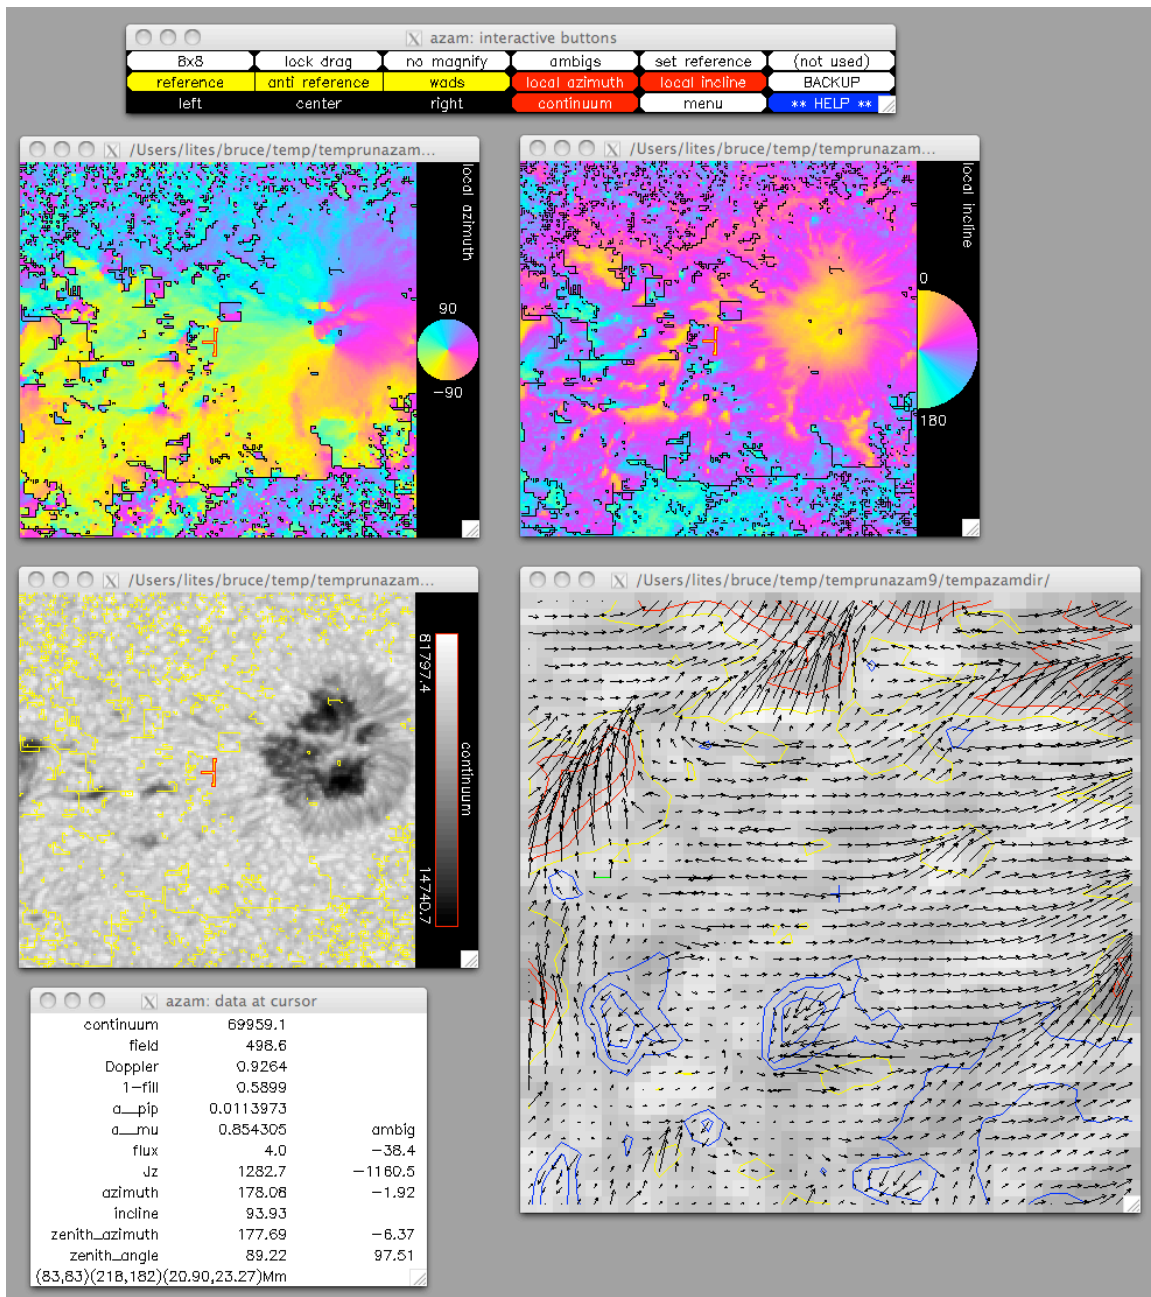 azam: interactive buttons
8x8 lock drag no magnify ambigs set reference (not used)
reference anti reference wads local azimuth local incline BACKUP
left center right continuum menu ** HELP **
/Users/lites/bruce/temp/temprunazam...
local azimuth
90
−90
/Users/lites/bruce/temp/temprunazam...
local incline
0
180
/Users/lites/bruce/temp/temprunazam...
81797.4
continuum
14740.7
/Users/lites/bruce/temp/temprunazam9/tempazamdir/
azam: data at cursor
continuum 69959.1
field 498.6
Doppler 0.9264
1-fill 0.5899
a__pip 0.0113973
a__mu 0.854305 ambig
flux 4.0 −38.4
Jz 1282.7 −1160.5
azimuth 178.08 −1.92
incline 93.93
zenith_azimuth 177.69 −6.37
zenith_angle 89.22 97.51
(83,83)(218,182)(20.90,23.27)Mm